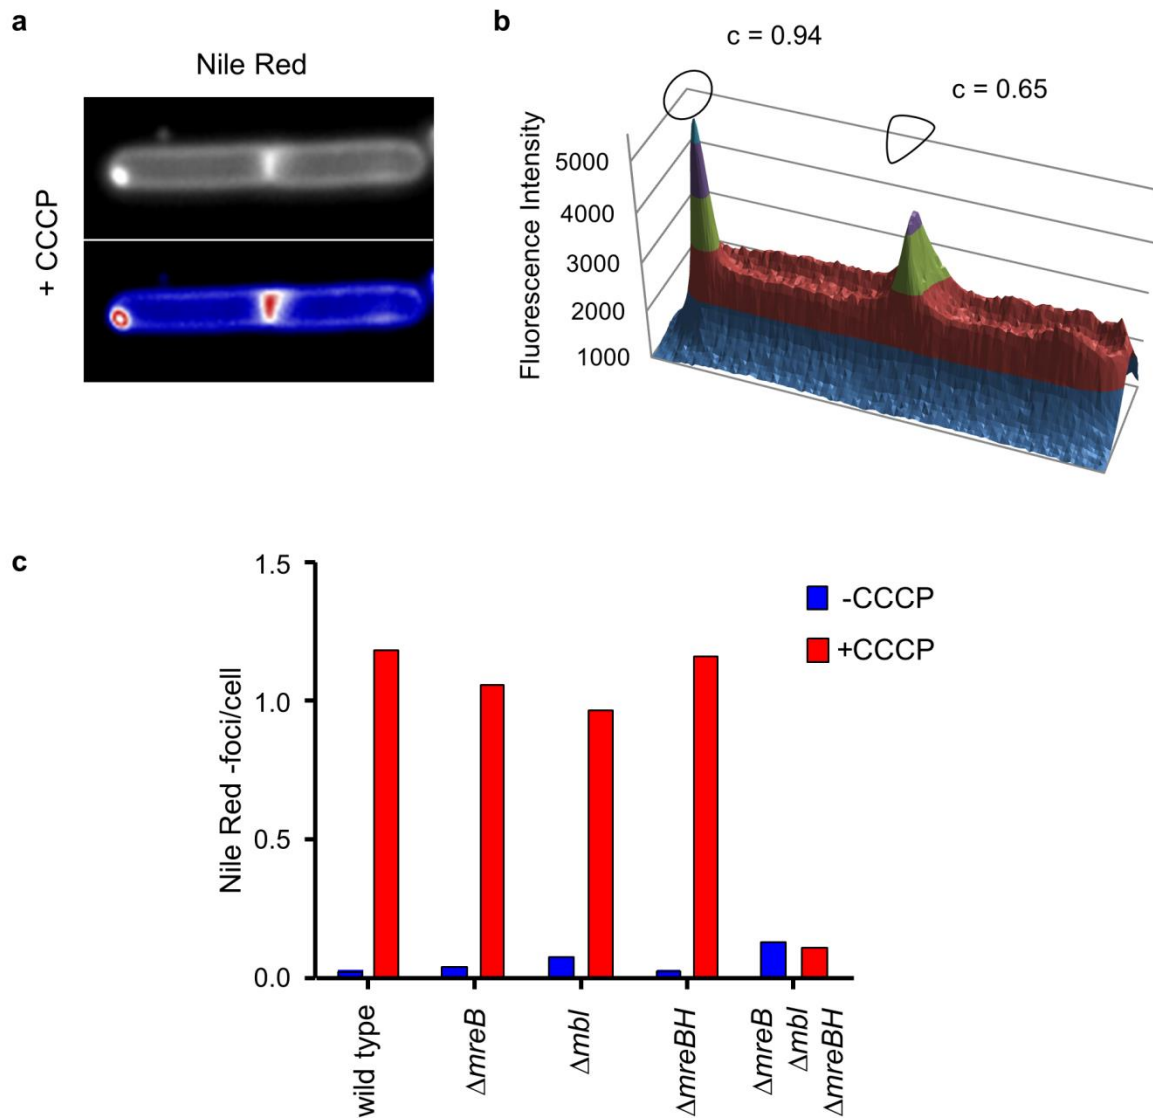 a
Nile Red
+ CCCP
b
c = 0.94
c = 0.65
Fluorescence Intensity
5000
4000
3000
2000
1000
c
Nile Red -foci/cell
1.5
1.0
0.5
0.0
-CCCP
+CCCP
wild type
ΔmreB
Δmbl
ΔmreBH
ΔmreB
Δmbl
ΔmreBH